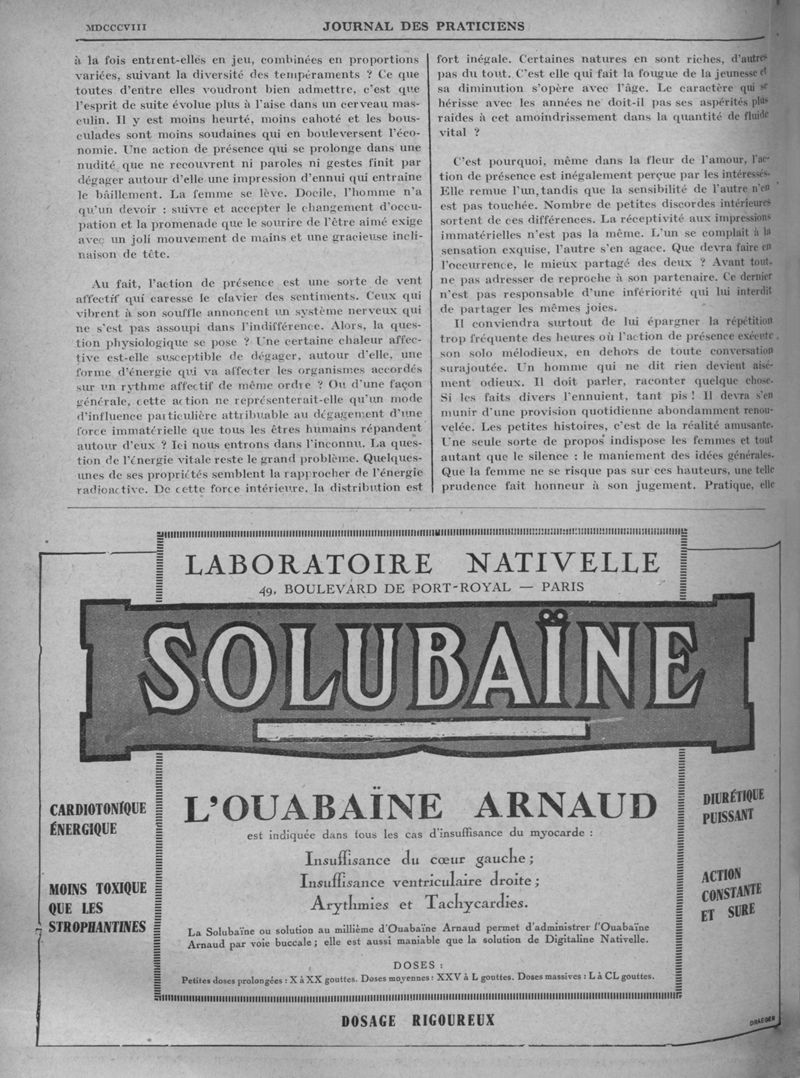 MDCCCVIII
JOURNAL DES PRATICIENS
à la fois entrent-elles en jeu, combinées en proportions
variées, suivant la diversité des tempéraments ? Ce que
toutes d'entre elles voudront bien admettre, c'est que
l'esprit de suite évolue plus à l'aise dans un cerveau mas-
culin. Il y est moins heurté, moins cahoté et les bous-
culades sont moins soudaines qui en bouleversent l'éco-
nomie. Une action de présence qui se prolonge dans une
nudité que ne recouvrent ni paroles ni gestes finit par
dégager autour d'elle une impression d'ennui qui entraîne
le bâillement. La femme se lève. Docile, l'homme n'a
qu'un devoir : suivre et accepter le changement d'occu-
pation et la promenade que le sourire de l'être aimé exige
avec un joli mouvement de mains et une gracieuse incli-
naison de tête.
Au fait, l'action de présence est une sorte de vent
affectif qui caresse le clavier des sentiments. Ceux qui
vibrent à son souffle annoncent un système nerveux qui
ne s'est pas assoupi dans l'indifférence. Alors, la ques-
tion physiologique se pose ? Une certaine chaleur affec-
tive est-elle susceptible de dégager, autour d'elle, une
forme d'énergie qui va affecter les organismes accordés
sur un rythme affectif de même ordre ? Ou d'une façon
générale, cette action ne représenterait-elle qu'un mode
d'influence particulière attribuable au dégagement d'une
force immatérielle que tous les êtres humains répandent
autour d'eux ? Ici nous entrons dans l'inconnu. La ques-
tion de l'énergie vitale reste le grand problème. Quelques-
unes de ses propriétés semblent la rapprocher de l'énergie
radioactive. De cette force intérieure, la distribution est
fort inégale. Certaines natures en sont riches, d'autres
pas du tout. C'est elle qui fait la fougue de la jeunesse et
sa diminution s'opère avec l'âge. Le caractère qui se
hérisse avec les années ne doit-il pas ses aspérités plus
raides à cet amoindrissement dans la quantité de fluide
vital ?
C'est pourquoi, même dans la fleur de l'amour, l'ac-
tion de présence est inégalement perçue par les intéressés.
Elle remue l'un, tandis que la sensibilité de l'autre n'en
est pas touchée. Nombre de petites discordes intérieures
sortent de ces différences. La réceptivité aux impressions
immatérielles n'est pas la même. L'un se complait à la
sensation exquise, l'autre s'en agace. Que devra faire en
l'occurrence, le mieux partagé des deux ? Avant tout,
ne pas adresser de reproche à son partenaire. Ce dernier
n'est pas responsable d'une infériorité qui lui interdit
de partager les mêmes joies.
Il conviendra surtout de lui épargner la répétition
trop fréquente des heures où l'action de présence exécute
son solo mélodieux, en dehors de toute conversation
surajoutée. Un homme qui ne dit rien devient aisé-
ment odieux. Il doit parler, raconter quelque chose.
Si les faits divers l'ennuient, tant pis ! Il devra s'en
munir d'une provision quotidienne abondamment renou-
velée. Les petites histoires, c'est de la réalité amusante.
Une seule sorte de propos indispose les femmes et tout
autant que le silence : le maniement des idées générales.
Que la femme ne se risque pas sur ces hauteurs, une telle
prudence fait honneur à son jugement. Pratique, elle
LABORATOIRE NATIVELLE
49, BOULEVARD DE PORT-ROYAL — PARIS
SOLUBAÏNE
CARDIOTONIQUE
ÉNERGIQUE
MOINS TOXIQUE
QUE LES
STROPHANTINES
L'OUABAÏNE ARNAUD
est indiquée dans tous les cas d'insuffisance du myocarde :
Insuffisance du cœur gauche ;
Insuffisance ventriculaire droite ;
Arythmies et Tachycardies.
La Solubaïne ou solution au millième d'Ouabaïne Arnaud permet d'administrer l'Ouabaïne
Arnaud par voie buccale ; elle est aussi maniable que la solution de Digitaline Nativelle.
DOSES :
Petites doses prolongées : X à XX gouttes. Doses moyennes : XXV à L gouttes. Doses massives : L à CL gouttes.
DIURÉTIQUE
PUISSANT
ACTION
CONSTANTE
ET SURE
DOSAGE RIGOUREUX
DRAEGER